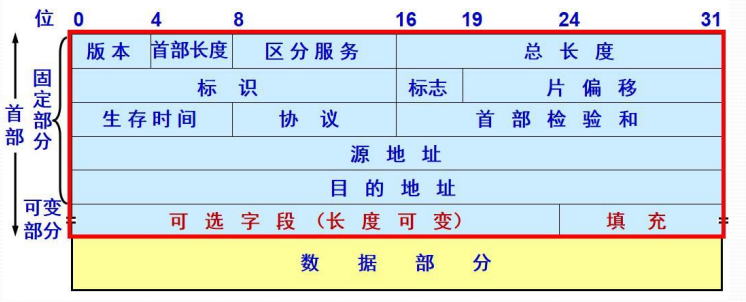 位 0 4 8 16 19 24 31
版本 首部长度 区分服务 总长度
标识 标志 片偏移
生存时间 协议 首部检验和
源地址
目的地址
可选字段（长度可变） 填充
数据部分
首部
固定部分
可变部分